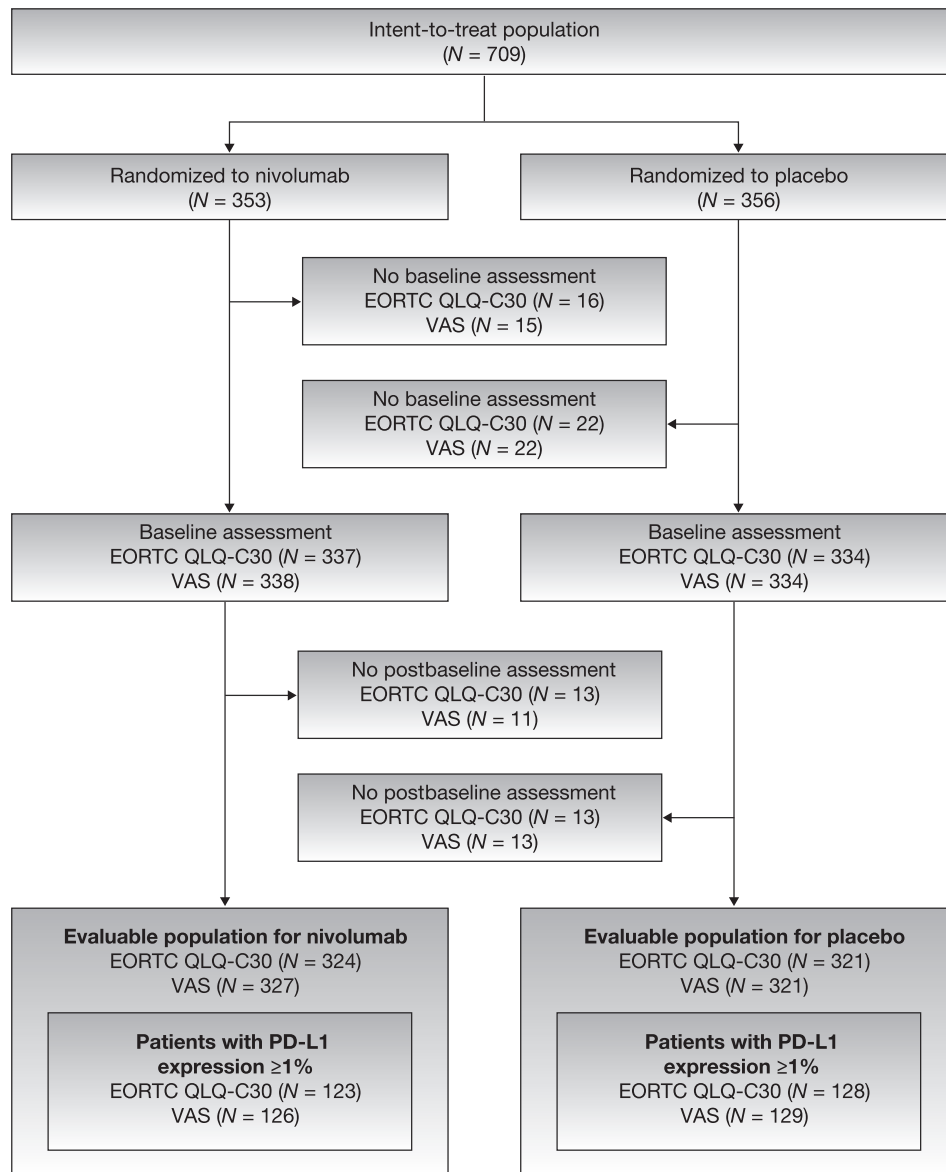 Intent-to-treat population
(N = 709)
Randomized to nivolumab
(N = 353)
Randomized to placebo
(N = 356)
No baseline assessment
EORTC QLQ-C30 (N = 16)
VAS (N = 15)
No baseline assessment
EORTC QLQ-C30 (N = 22)
VAS (N = 22)
Baseline assessment
EORTC QLQ-C30 (N = 337)
VAS (N = 338)
Baseline assessment
EORTC QLQ-C30 (N = 334)
VAS (N = 334)
No postbaseline assessment
EORTC QLQ-C30 (N = 13)
VAS (N = 11)
No postbaseline assessment
EORTC QLQ-C30 (N = 13)
VAS (N = 13)
Evaluable population for nivolumab
EORTC QLQ-C30 (N = 324)
VAS (N = 327)
Patients with PD-L1
expression ≥1%
EORTC QLQ-C30 (N = 123)
VAS (N = 126)
Evaluable population for placebo
EORTC QLQ-C30 (N = 321)
VAS (N = 321)
Patients with PD-L1
expression ≥1%
EORTC QLQ-C30 (N = 128)
VAS (N = 129)